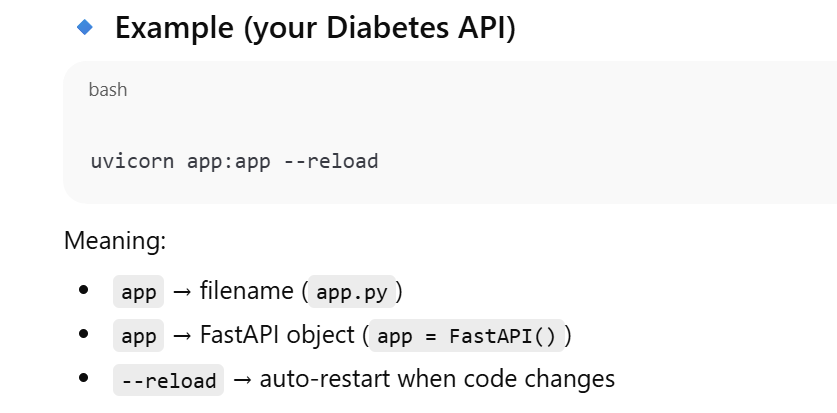 Example (your Diabetes API)
bash
uvicorn app:app --reload
Meaning:
app → filename (app.py)
app → FastAPI object (app = FastAPI())
--reload → auto-restart when code changes